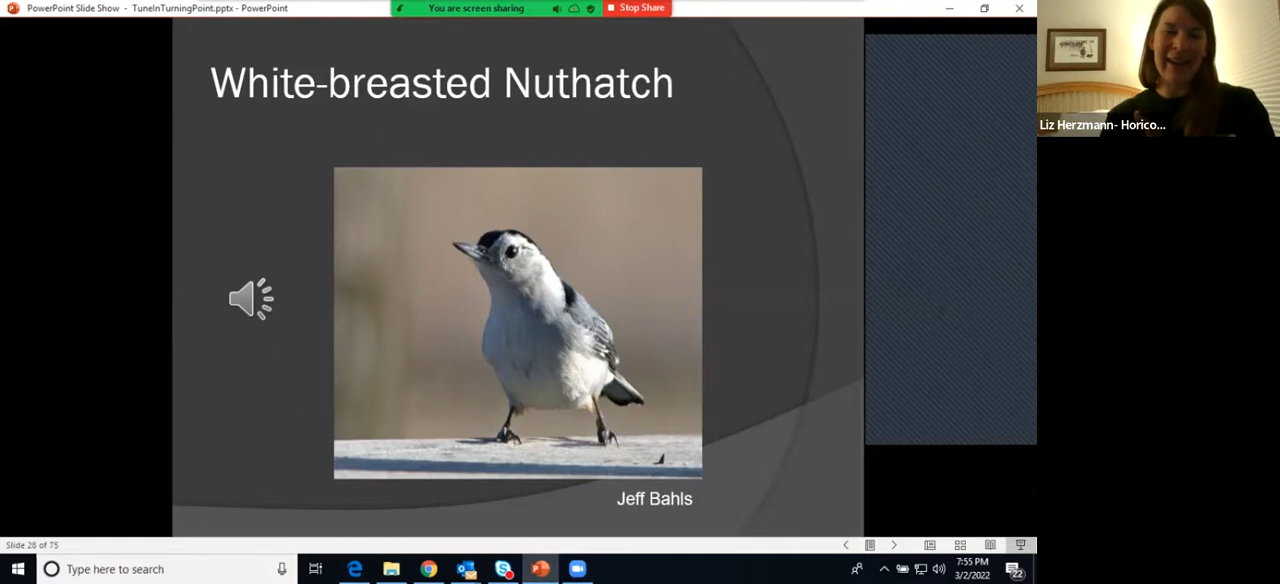 PowerPoint Slide Show - TuneInTurningPoint.pptx - PowerPoint
You are screen sharing
Stop Share
White-breasted Nuthatch
Liz Herzmann- Horico...
Jeff Bahls
Slide 28 of 75
Type here to search
7:55 PM
3/2/2022
22